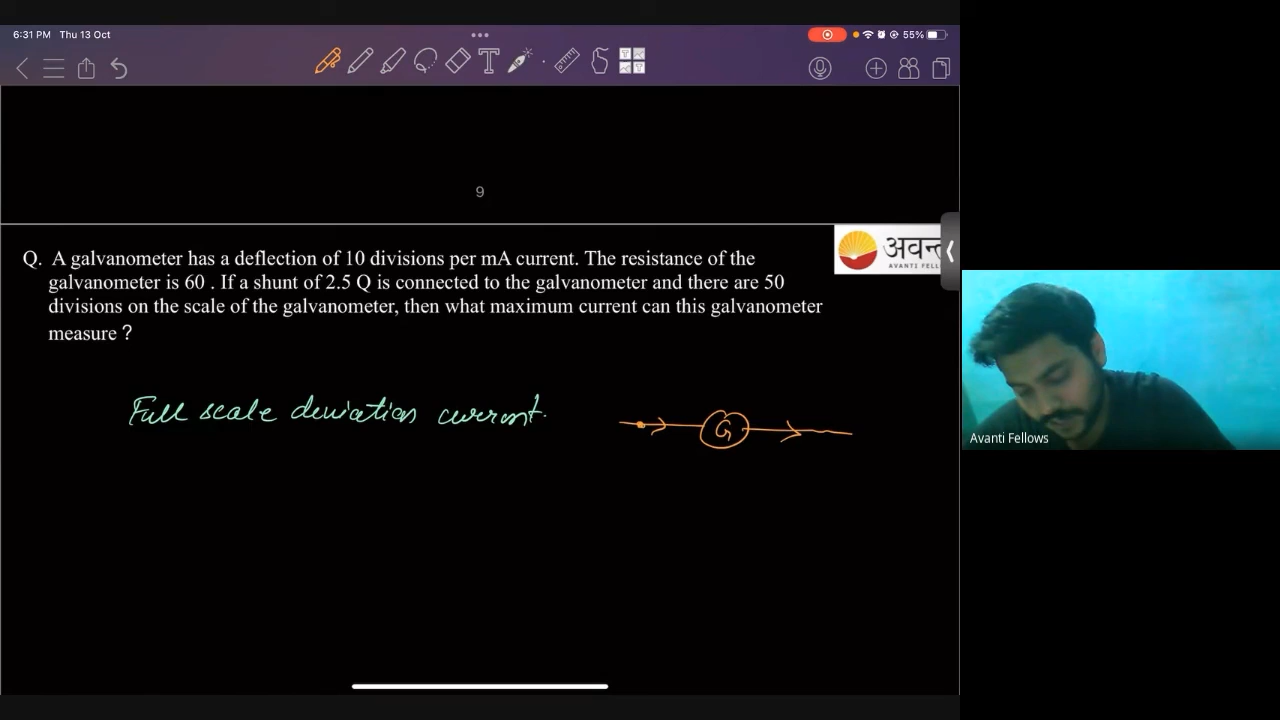 6:31 PM Thu 13 Oct
55%
9
Q. A galvanometer has a deflection of 10 divisions per mA current. The resistance of the
galvanometer is 60 . If a shunt of 2.5 Q is connected to the galvanometer and there are 50
divisions on the scale of the galvanometer, then what maximum current can this galvanometer
measure ?
अवन्त
AVANTI FELL
Full scale deviation current.
G
Avanti Fellows